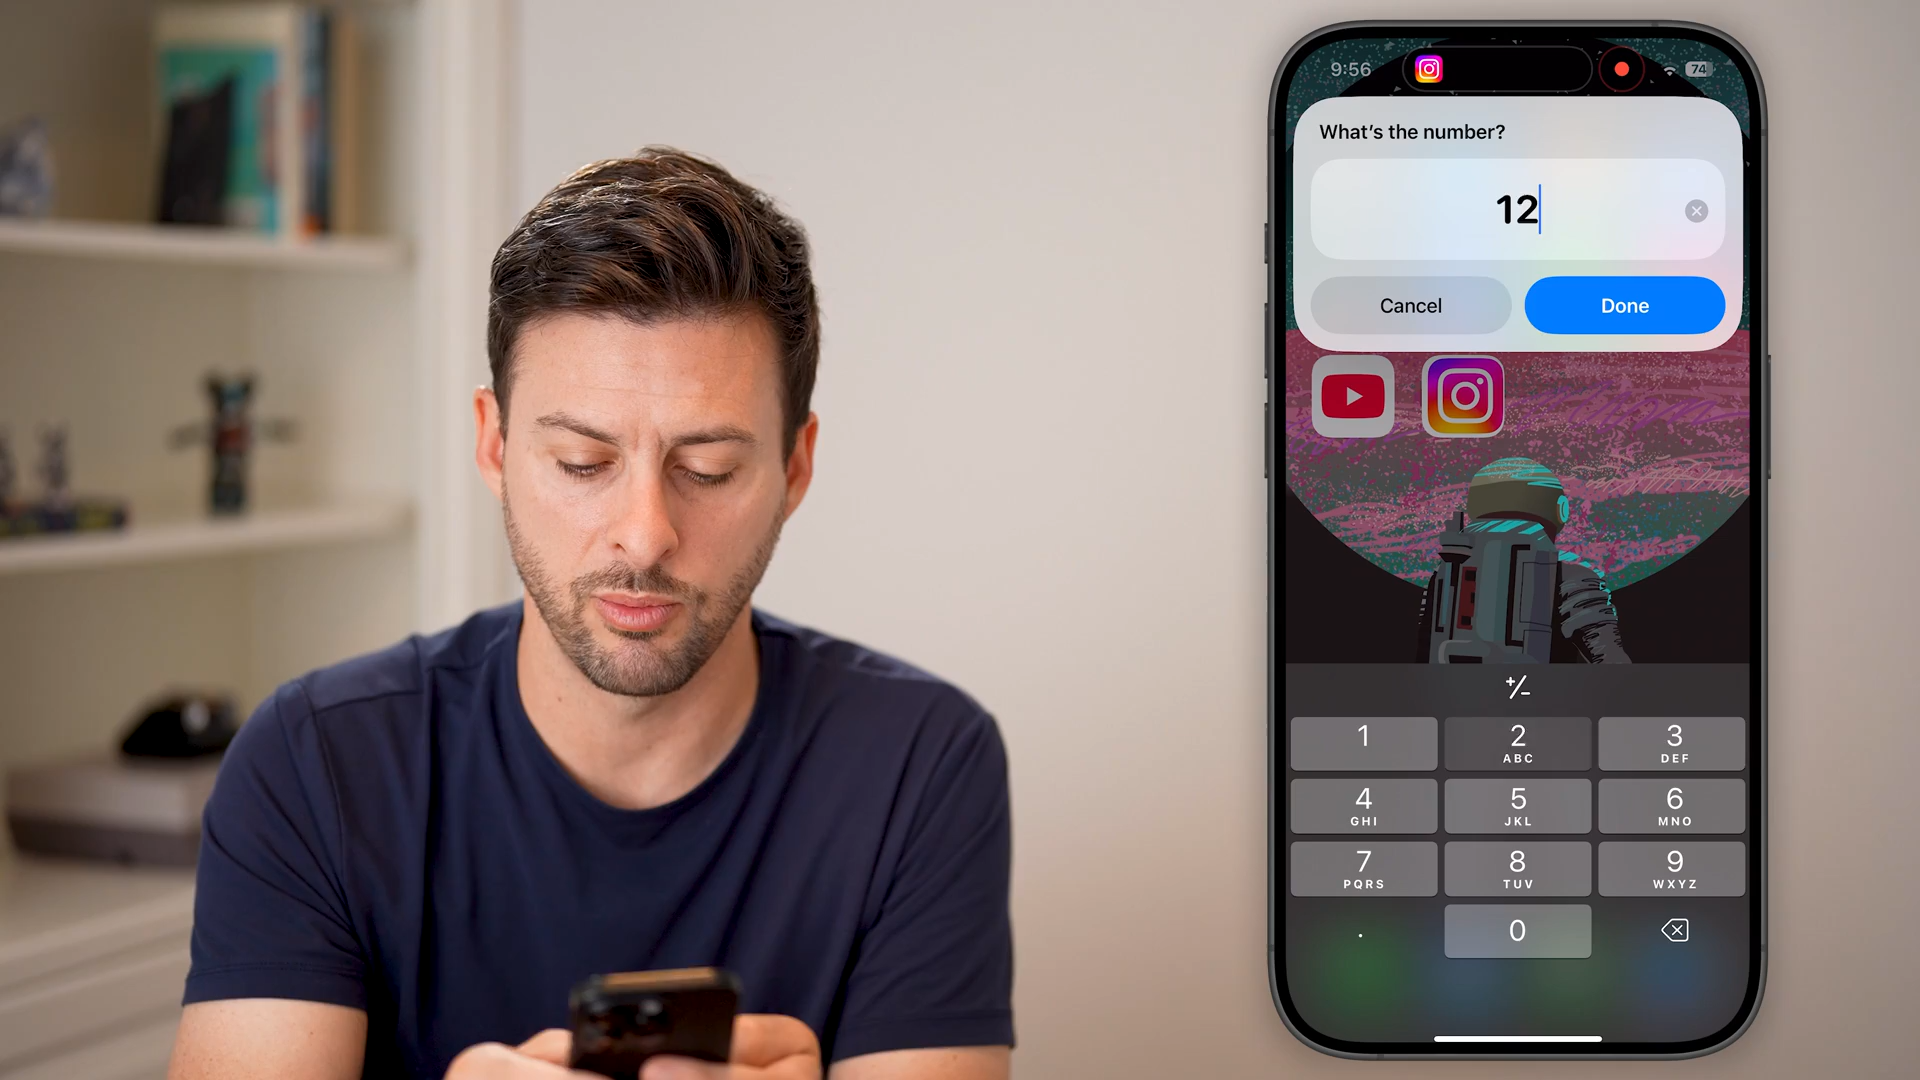 9:56
74
What's the number?
12
Cancel
Done
+/-
1
2
ABC
3
DEF
4
GHI
5
JKL
6
MNO
7
PQRS
8
TUV
9
WXYZ
.
0